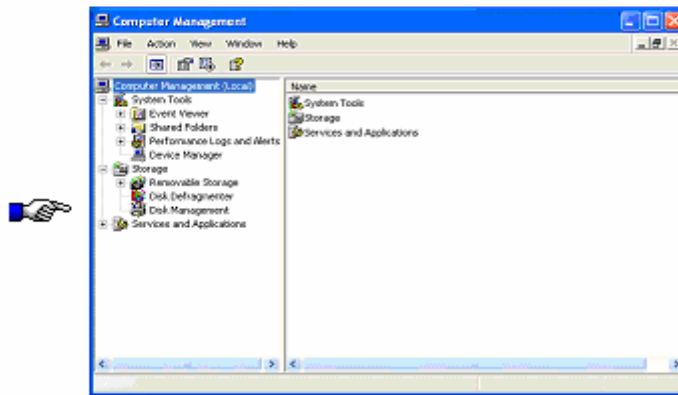 Computer Management
File Action View Window Help
Computer Management (Local)
System Tools
Event Viewer
Shared Folders
Performance Logs and Alerts
Device Manager
Storage
Removable Storage
Disk Defragmenter
Disk Management
Services and Applications
Name
System Tools
Storage
Services and Applications